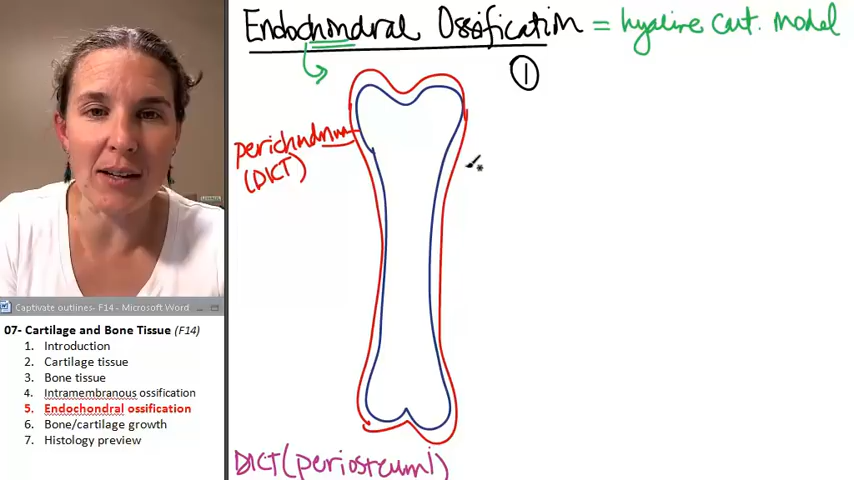 Endochondral Ossification = hyaline cart. model
①
perichondrium
(DICT)
Captivate outlines- F14 - Microsoft Word
07- Cartilage and Bone Tissue (F14)
1. Introduction
2. Cartilage tissue
3. Bone tissue
4. Intramembranous ossification
5. Endochondral ossification
6. Bone/cartilage growth
7. Histology preview
DICT (periosteum!)